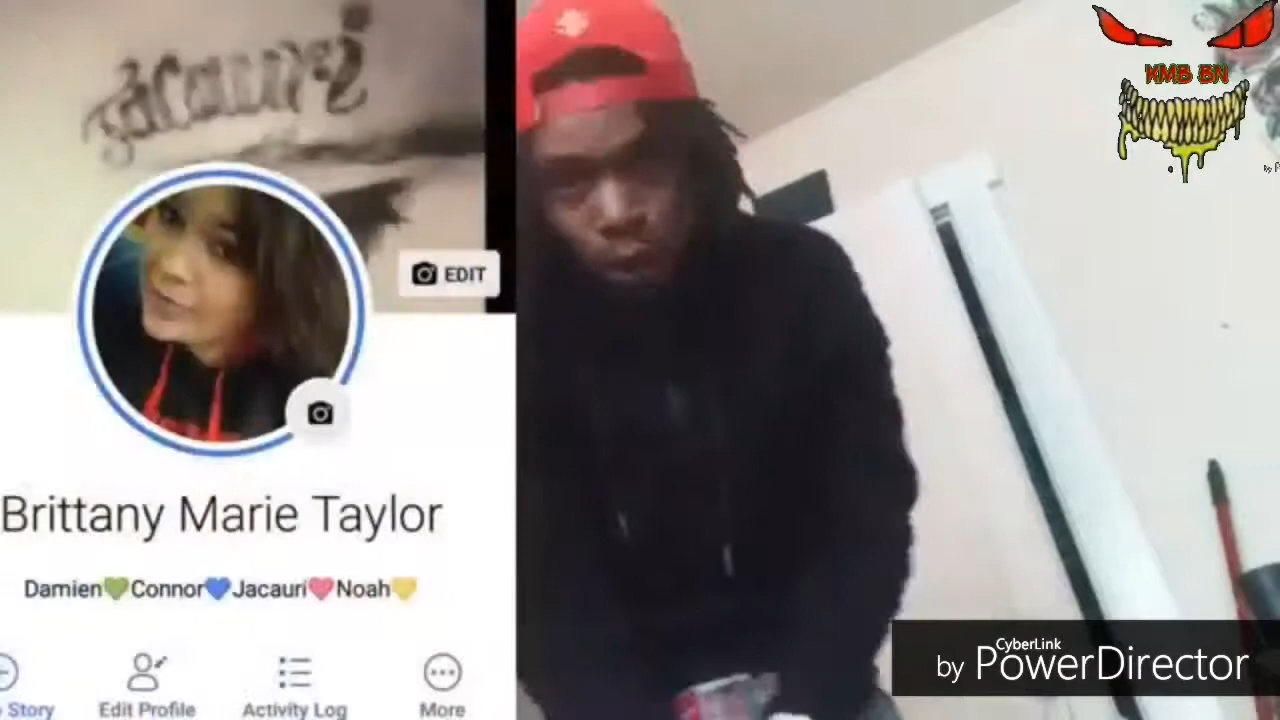 Jacauri
KMB BN
EDIT
Brittany Marie Taylor
Damien💚Connor💙Jacauri💗Noah💛
Story
Edit Profile
Activity Log
More
CyberLink
by PowerDirector